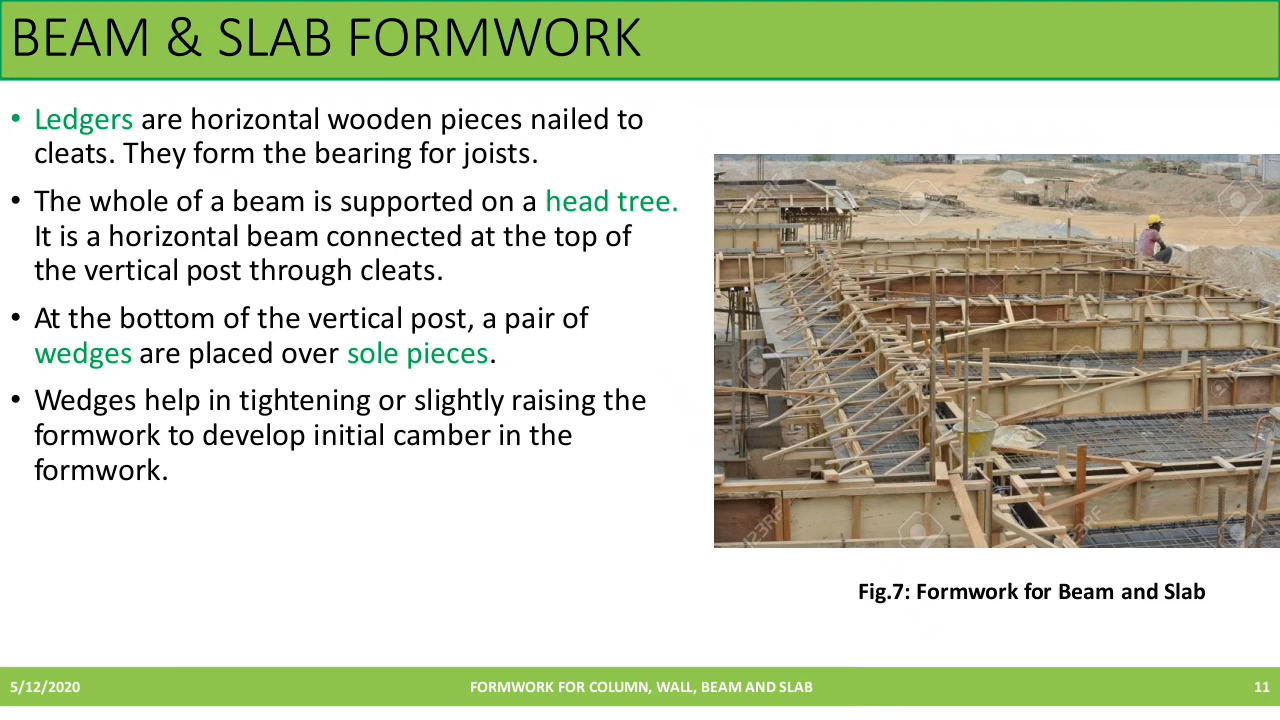 BEAM & SLAB FORMWORK
• Ledgers are horizontal wooden pieces nailed to
cleats. They form the bearing for joists.
• The whole of a beam is supported on a head tree.
It is a horizontal beam connected at the top of
the vertical post through cleats.
• At the bottom of the vertical post, a pair of
wedges are placed over sole pieces.
• Wedges help in tightening or slightly raising the
formwork to develop initial camber in the
formwork.
123RF
123RF
Fig.7: Formwork for Beam and Slab
5/12/2020 FORMWORK FOR COLUMN, WALL, BEAM AND SLAB 11